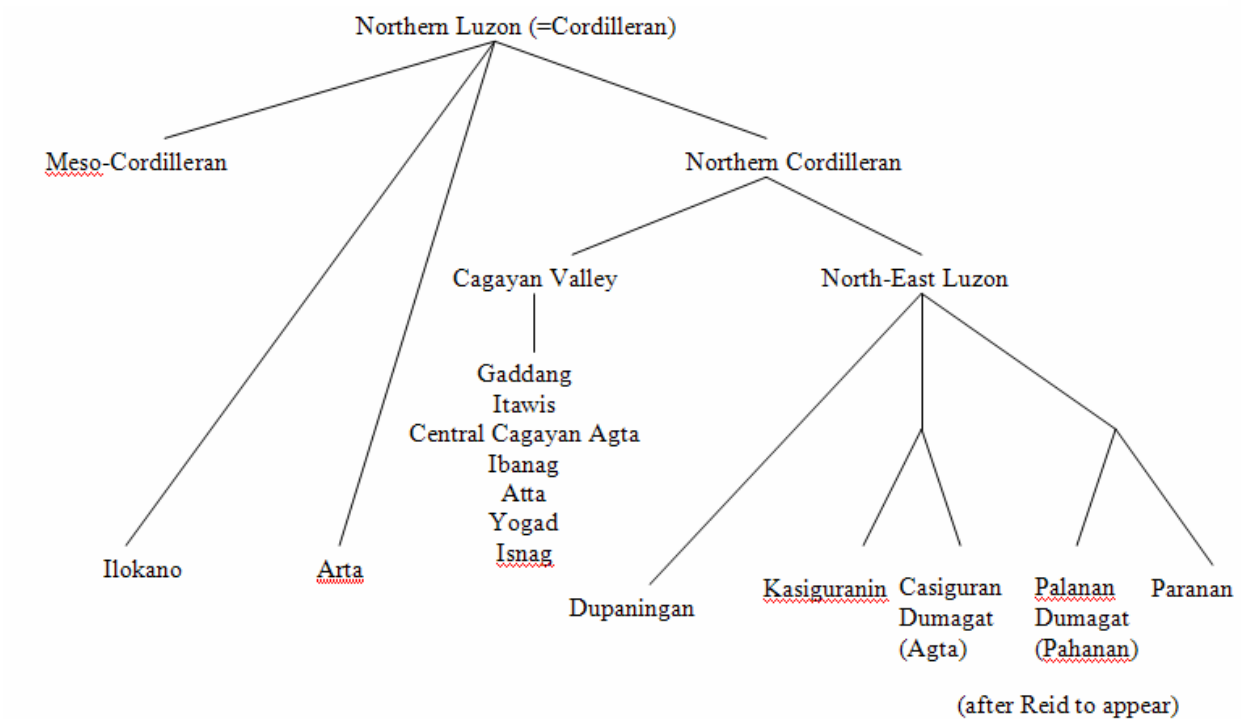 Northern Luzon (=Cordilleran)
Meso-Cordilleran
Northern Cordilleran
Cagayan Valley
North-East Luzon
Gaddang
Itawis
Central Cagayan Agta
Ibanag
Atta
Yogad
Isnag
Ilokano
Arta
Dupaningan
Kasiguranin
Casiguran
Dumagat
(Agta)
Palanan
Dumagat
(Pahanan)
Paranan
(after Reid to appear)